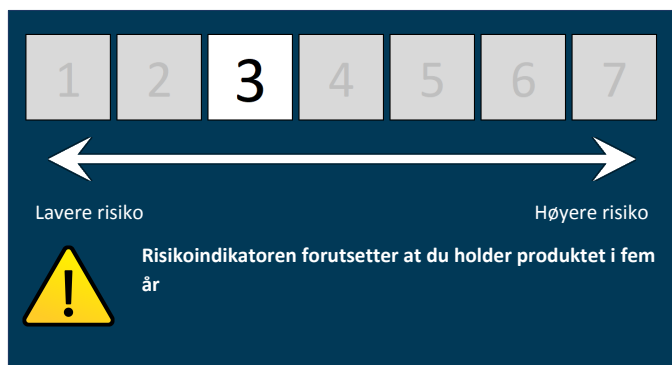 1 2 3 4 5 6 7
Lavere risiko Høyere risiko
Risikoindikatoren forutsetter at du holder produktet i fem
år